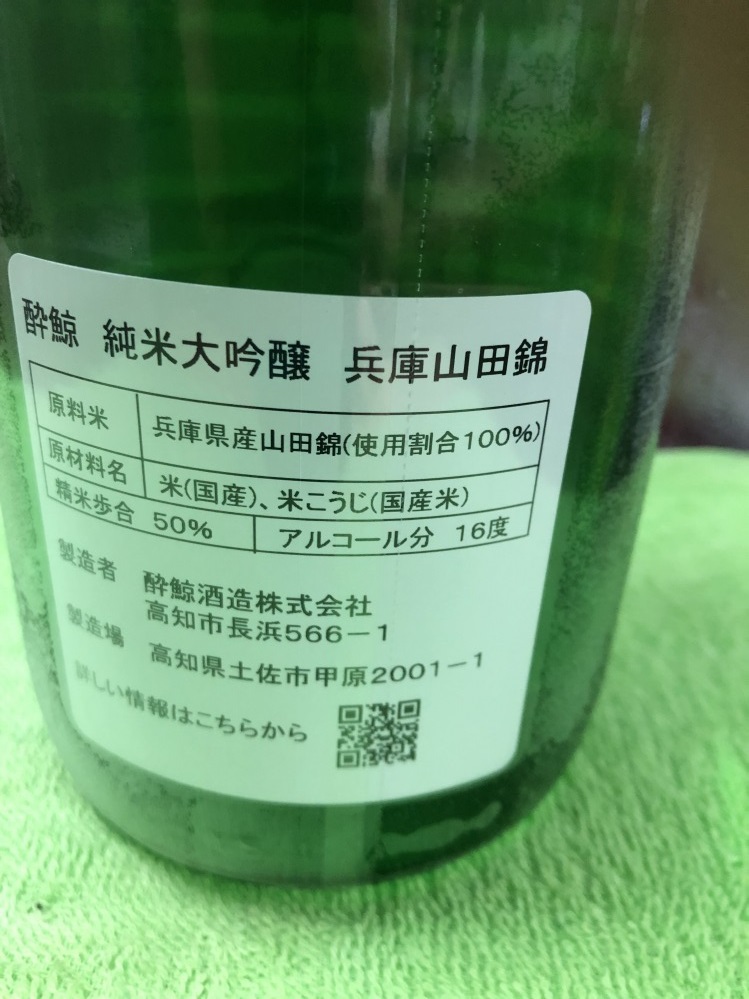 酔鯨 純米大吟醸 兵庫山田錦
原料米 兵庫県産山田錦(使用割合100%)
原材料名 米(国産)、米こうじ(国産米)
精米歩合 50% アルコール分 16度
製造者 酔鯨酒造株式会社
高知市長浜566-1
製造場 高知県土佐市甲原2001-1
詳しい情報はこちらから